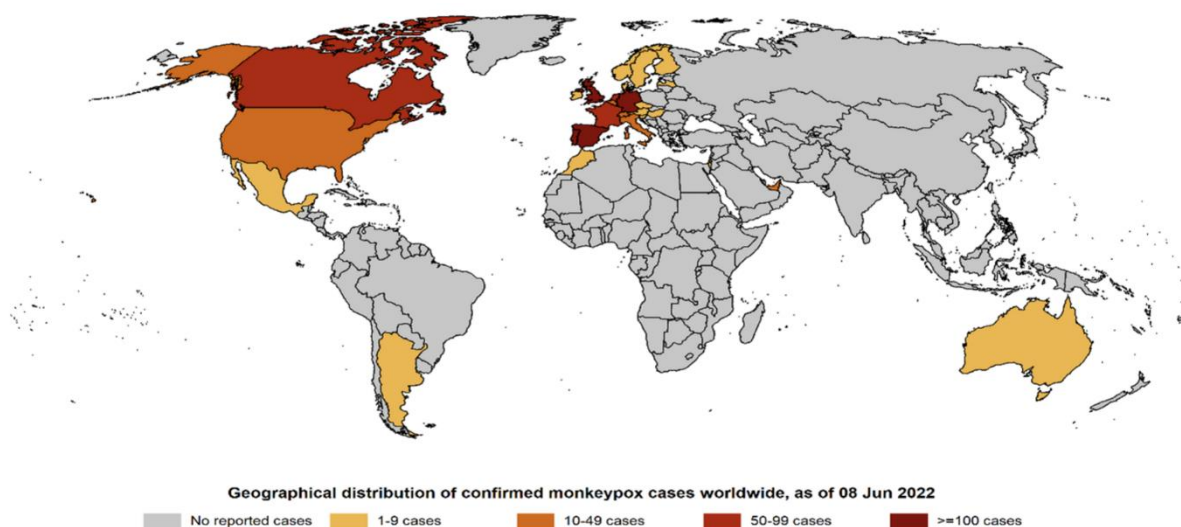 Geographical distribution of confirmed monkeypox cases worldwide, as of 08 Jun 2022
No reported cases 1-9 cases 10-49 cases 50-99 cases >=100 cases